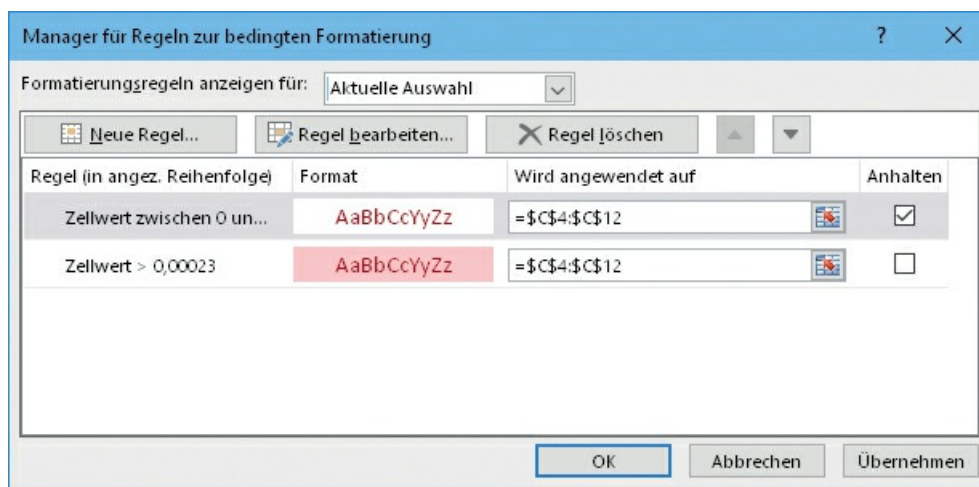 Manager für Regeln zur bedingten Formatierung ? ×
Formatierungsregeln anzeigen für: Aktuelle Auswahl
Neue Regel... Regel bearbeiten... Regel löschen
Regel (in angez. Reihenfolge) Format Wird angewendet auf Anhalten
Zellwert zwischen 0 un... AaBbCcYyZz =$C$4:$C$12
Zellwert > 0,00023 AaBbCcYyZz =$C$4:$C$12
OK Abbrechen Übernehmen